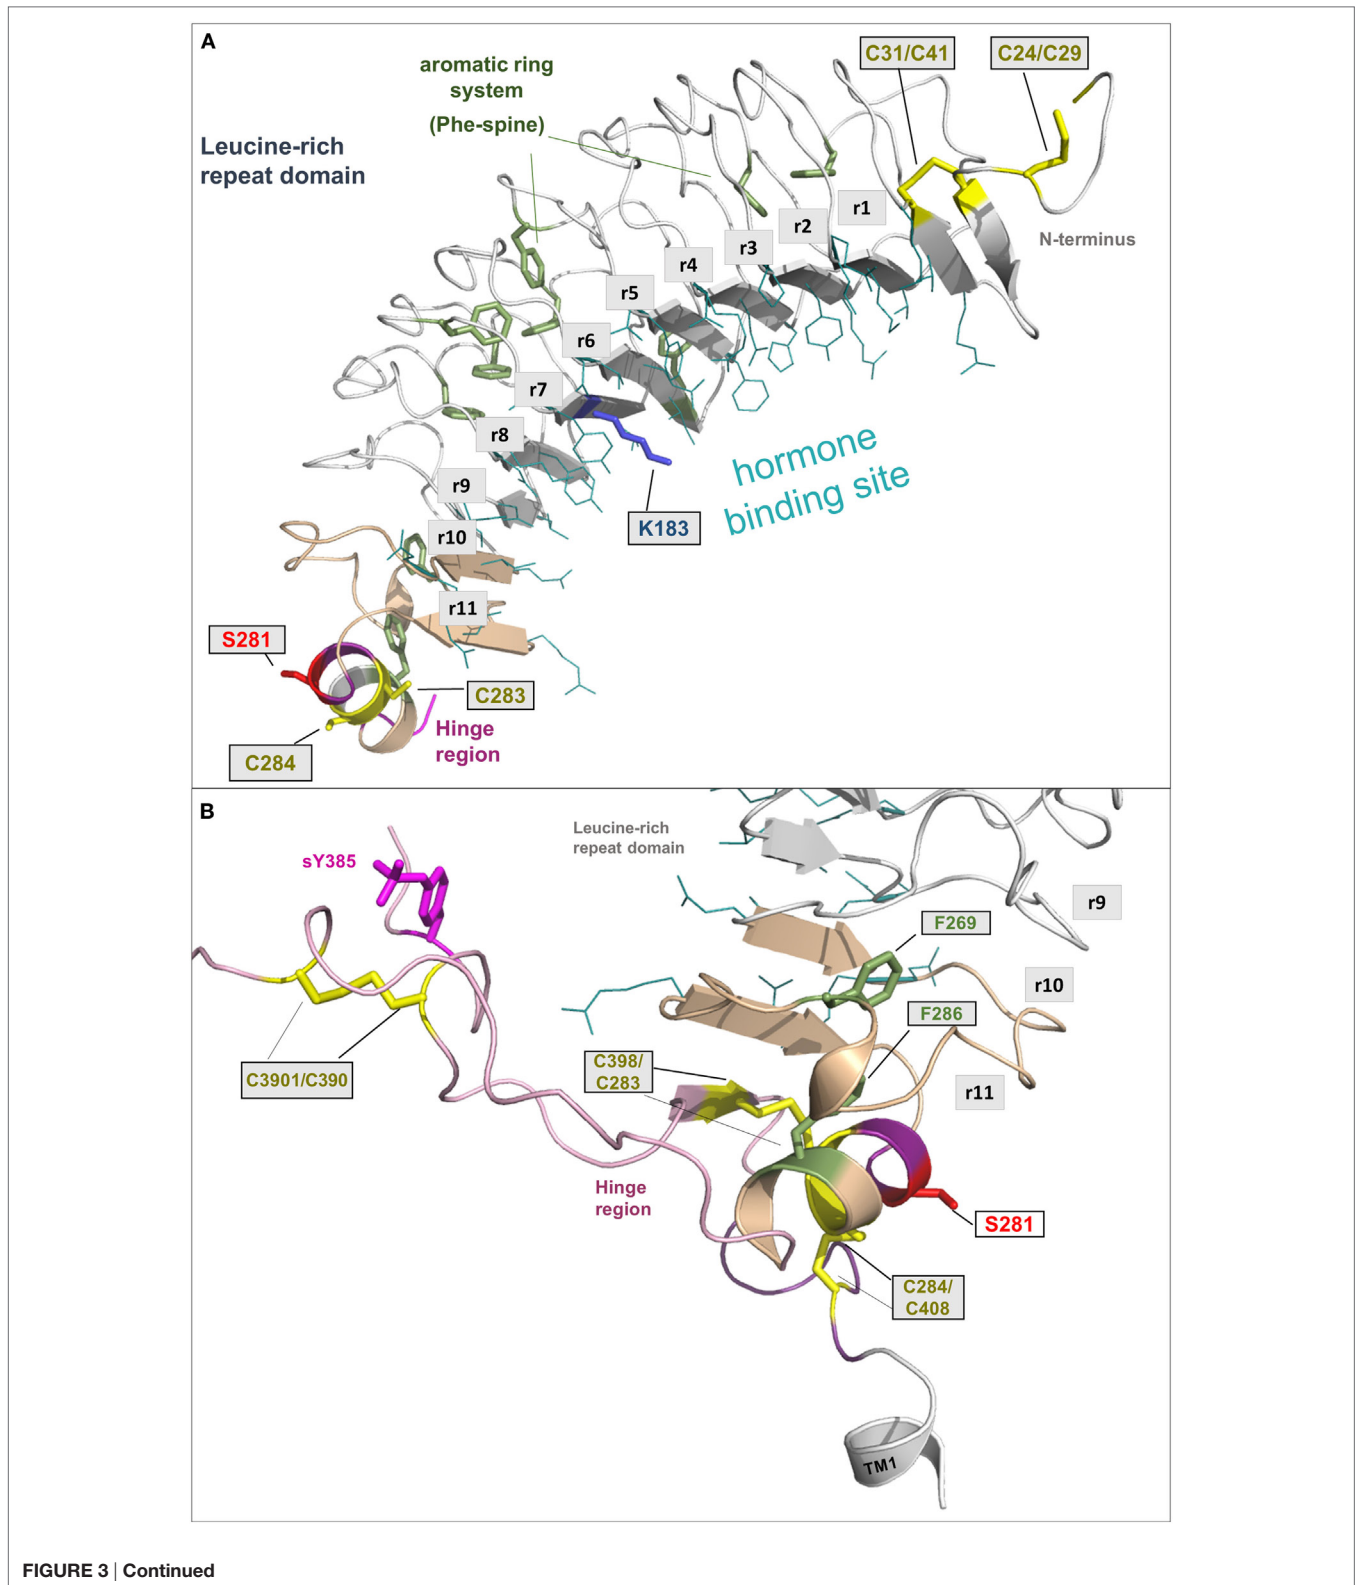 A
aromatic ring
system
(Phe-spine)
Leucine-rich
repeat domain
C31/C41
C24/C29
N-terminus
r1
r2
r3
r4
r5
r6
r7
r8
r9
r10
r11
hormone
binding site
K183
S281
C283
C284
Hinge
region
B
Leucine-rich
repeat domain
sY385
r9
F269
r10
F286
r11
C3901/C390
C398/
C283
Hinge
region
S281
C284/
C408
TM1
FIGURE 3 | Continued